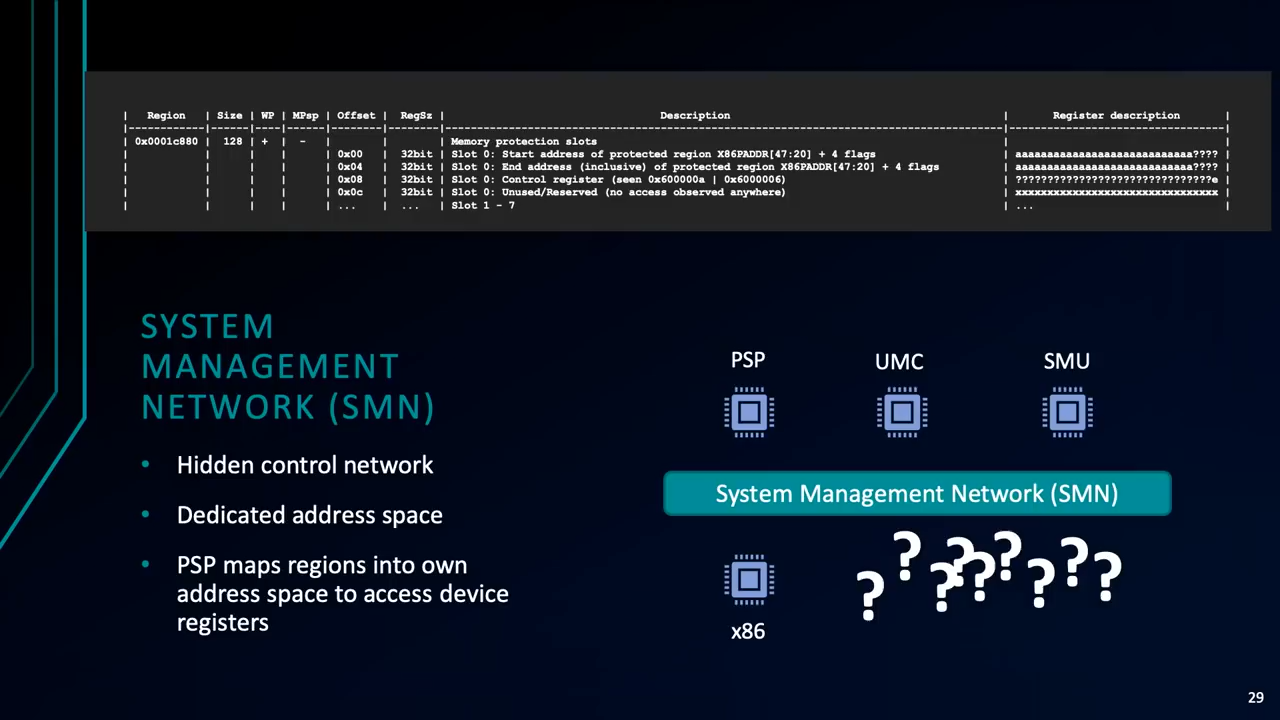 | Region | Size | WP | MPsp | Offset | RegSz | Description | Register description |
| 0x0001c880 | 128 | + | - | | | Memory protection slots | |
| | | | | 0x00 | 32bit | Slot 0: Start address of protected region X86PADDR[47:20] + 4 flags | aaaaaaaaaaaaaaaaaaaaaaaaaaaa???? |
| | | | | 0x04 | 32bit | Slot 0: End address (inclusive) of protected region X86PADDR[47:20] + 4 flags | aaaaaaaaaaaaaaaaaaaaaaaaaaaa???? |
| | | | | 0x08 | 32bit | Slot 0: Control register (seen 0x600000a | 0x6000006) | ???????????????????????????????e |
| | | | | 0x0c | 32bit | Slot 0: Unused/Reserved (no access observed anywhere) | xxxxxxxxxxxxxxxxxxxxxxxxxxxxxxxx |
| | | | | ... | ... | Slot 1 - 7 | ... |
SYSTEM
MANAGEMENT
NETWORK (SMN)
• Hidden control network
• Dedicated address space
• PSP maps regions into own
address space to access device
registers
PSP UMC SMU
System Management Network (SMN)
? ? ? ? ? ? ? ? ?
x86
29